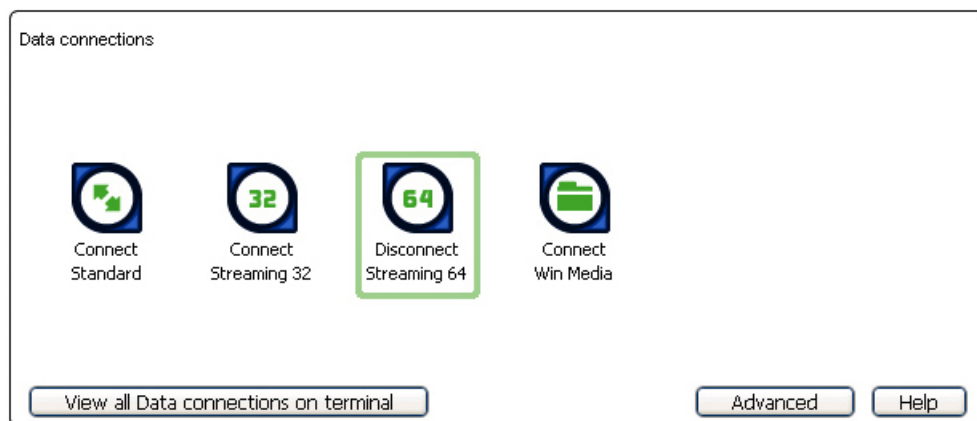 Data connections
32
64
Connect
Standard
Connect
Streaming 32
Disconnect
Streaming 64
Connect
Win Media
View all Data connections on terminal
Advanced
Help